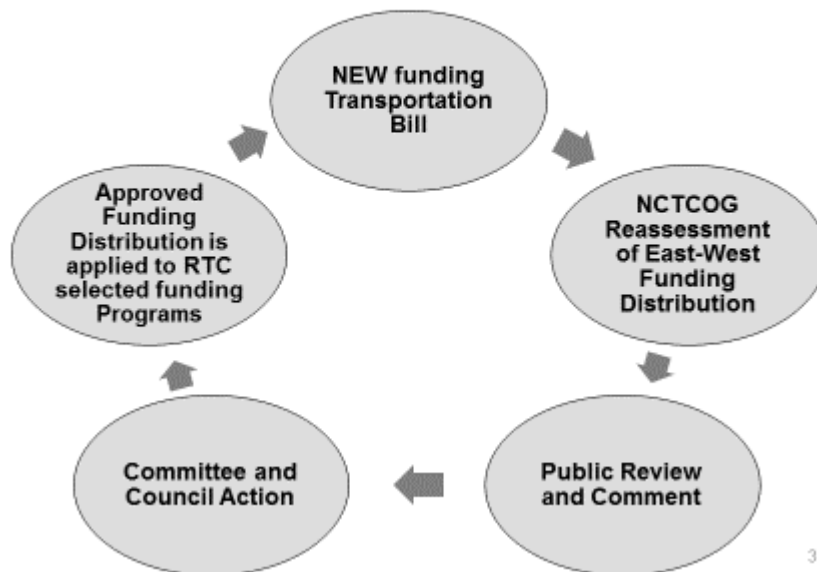 NEW funding
Transportation
Bill
NCTCOG
Reassessment
of East-West
Funding
Distribution
Public Review
and Comment
Committee and
Council Action
Approved
Funding
Distribution is
applied to RTC
selected funding
Programs
3